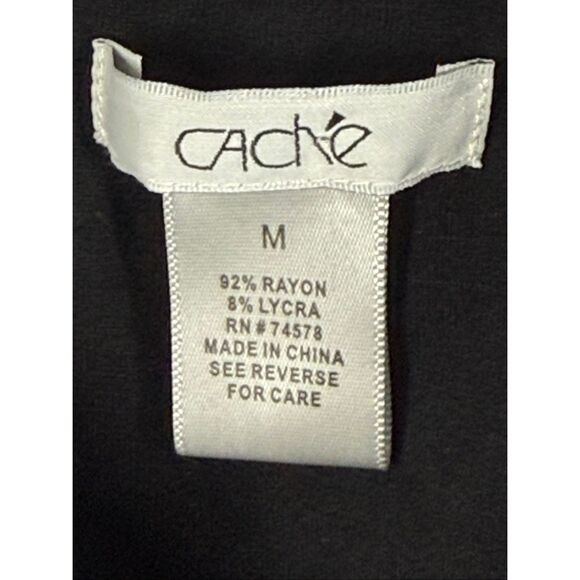 CAché
M
92% RAYON
8% LYCRA
RN # 74578
MADE IN CHINA
SEE REVERSE
FOR CARE